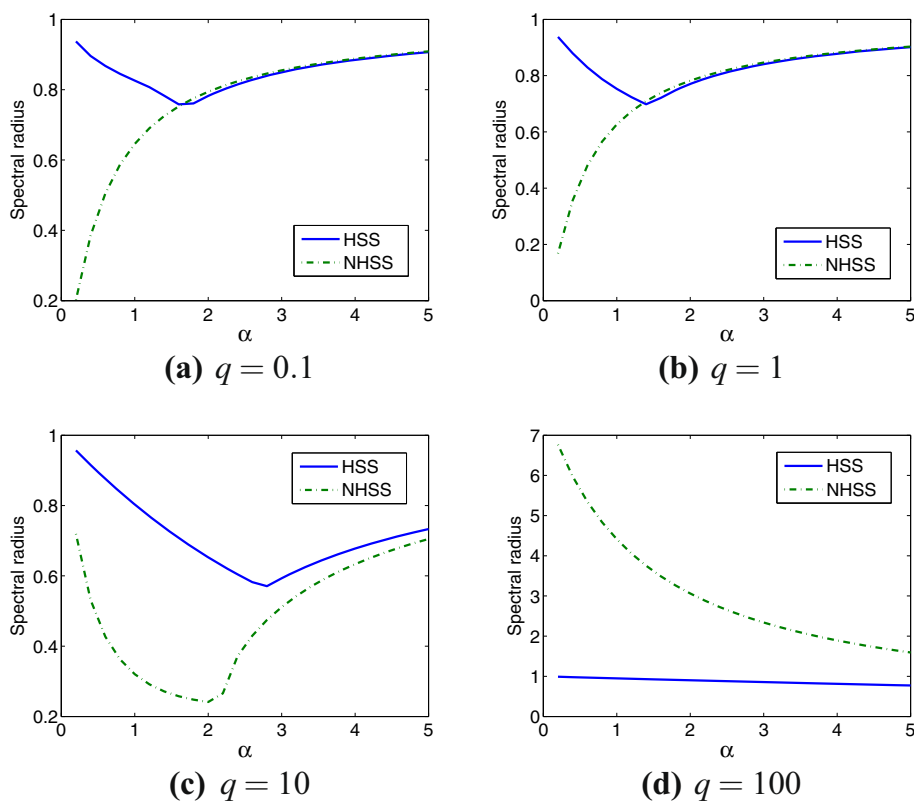 1
0.8
0.6
0.4
0.2
0 1 2 3 4 5
Spectral radius
α
HSS
NHSS
(a) q = 0.1
1
0.8
0.6
0.4
0.2
0
0 1 2 3 4 5
Spectral radius
α
HSS
NHSS
(b) q = 1
1
0.8
0.6
0.4
0.2
0 1 2 3 4 5
Spectral radius
α
HSS
NHSS
(c) q = 10
7
6
5
4
3
2
1
0
0 1 2 3 4 5
Spectral radius
α
HSS
NHSS
(d) q = 100